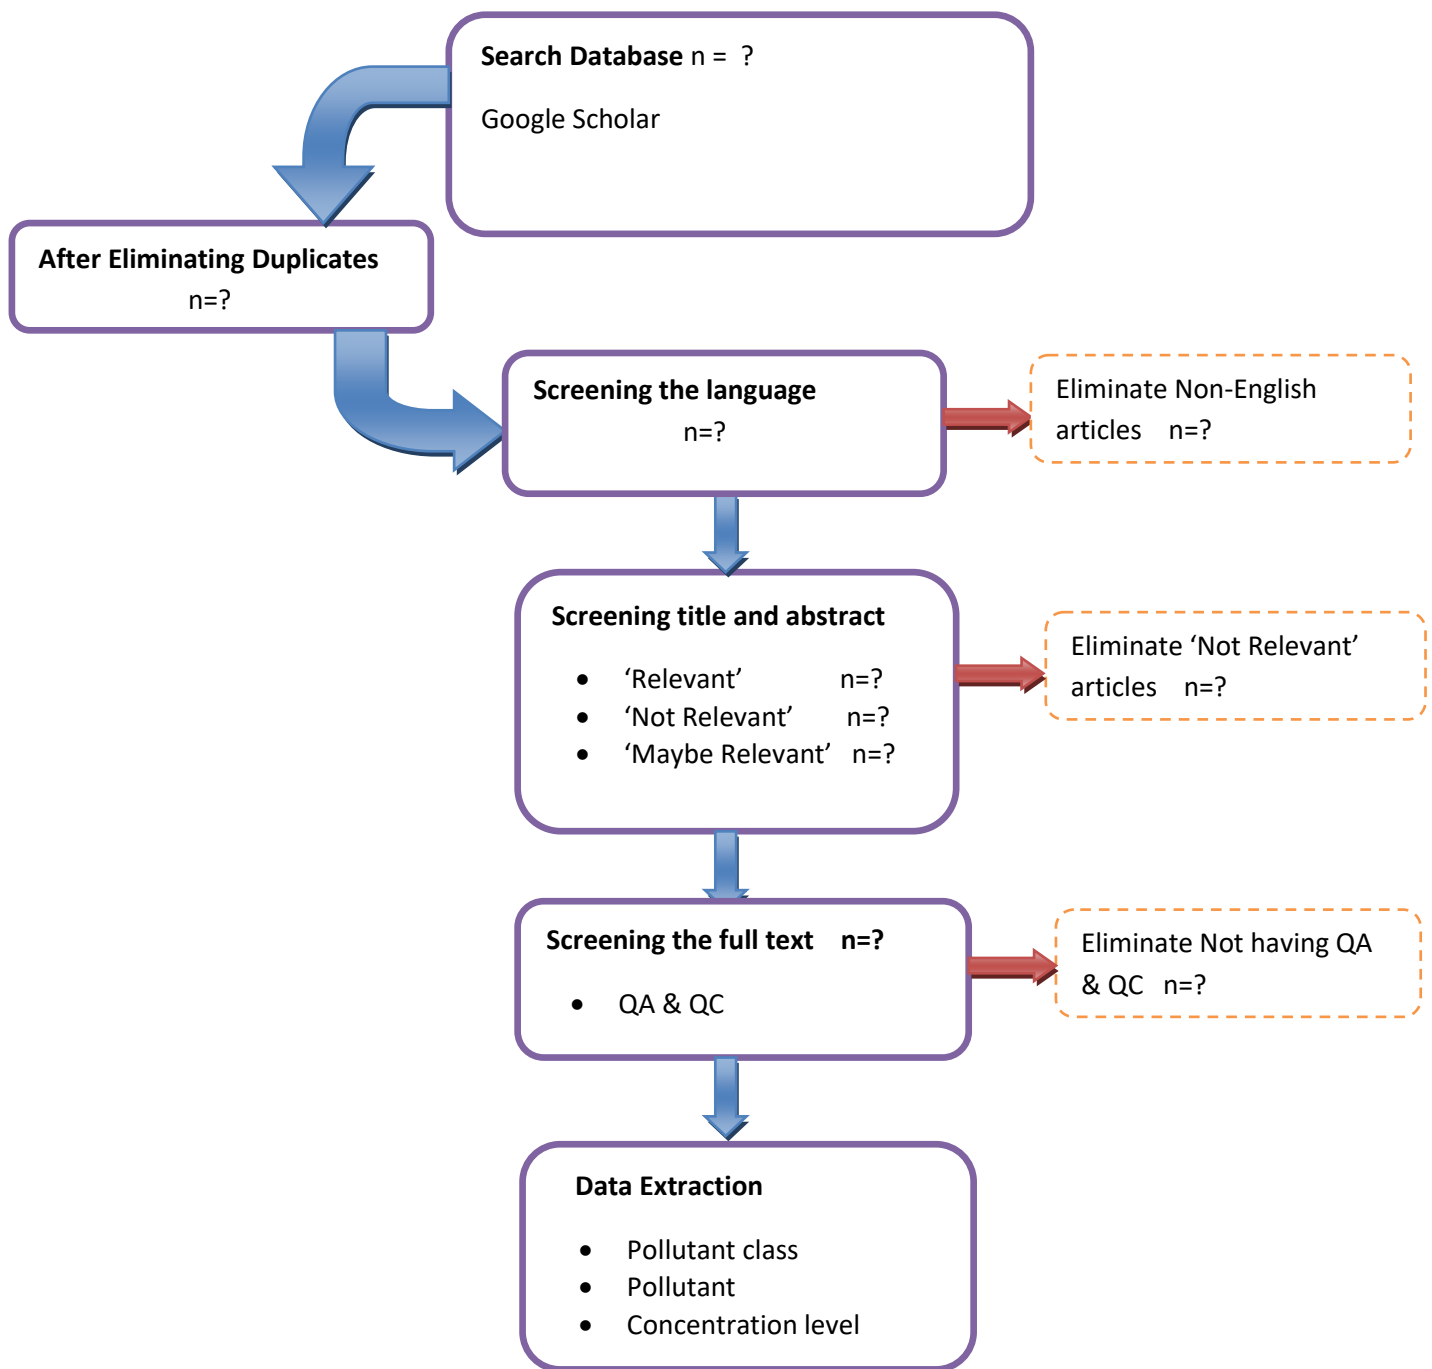 Search Database n = ?
Google Scholar
After Eliminating Duplicates
n=?
Screening the language
n=?
Eliminate Non-English
articles n=?
Screening title and abstract
• ‘Relevant’ n=?
• ‘Not Relevant’ n=?
• ‘Maybe Relevant’ n=?
Eliminate ‘Not Relevant’
articles n=?
Screening the full text n=?
• QA & QC
Eliminate Not having QA
& QC n=?
Data Extraction
• Pollutant class
• Pollutant
• Concentration level